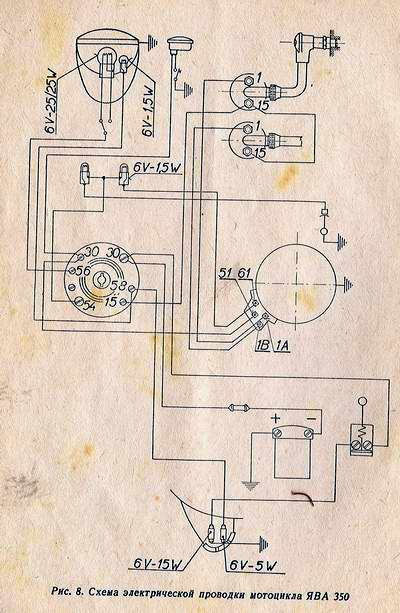 6V-25/25W
6V-1,5W
1
15
1
15
6V-1,5W
30 30
56
58
15
54
51 61
1B 1A
+ −
6V-15W 6V-5W
Рис. 8. Схема электрической проводки мотоцикла ЯВА 350